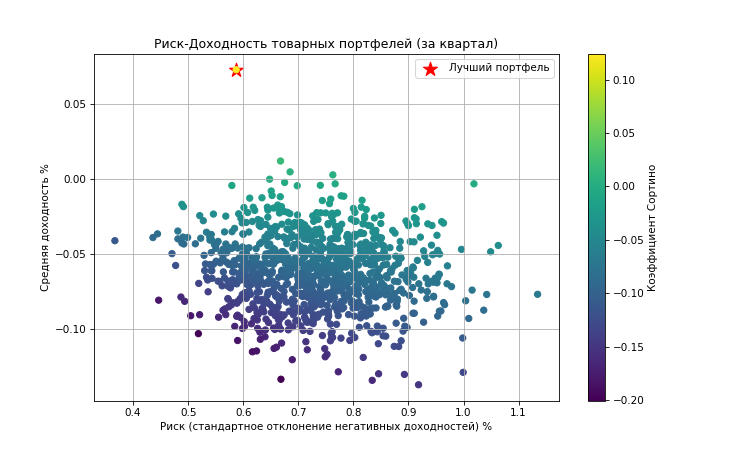 Риск-Доходность товарных портфелей (за квартал)
Лучший портфель
Средняя доходность %
0.05
0.00
−0.05
−0.10
0.4 0.5 0.6 0.7 0.8 0.9 1.0 1.1
Риск (стандартное отклонение негативных доходностей) %
0.10
0.05
0.00
−0.05
−0.10
−0.15
−0.20
Коэффициент Сортино